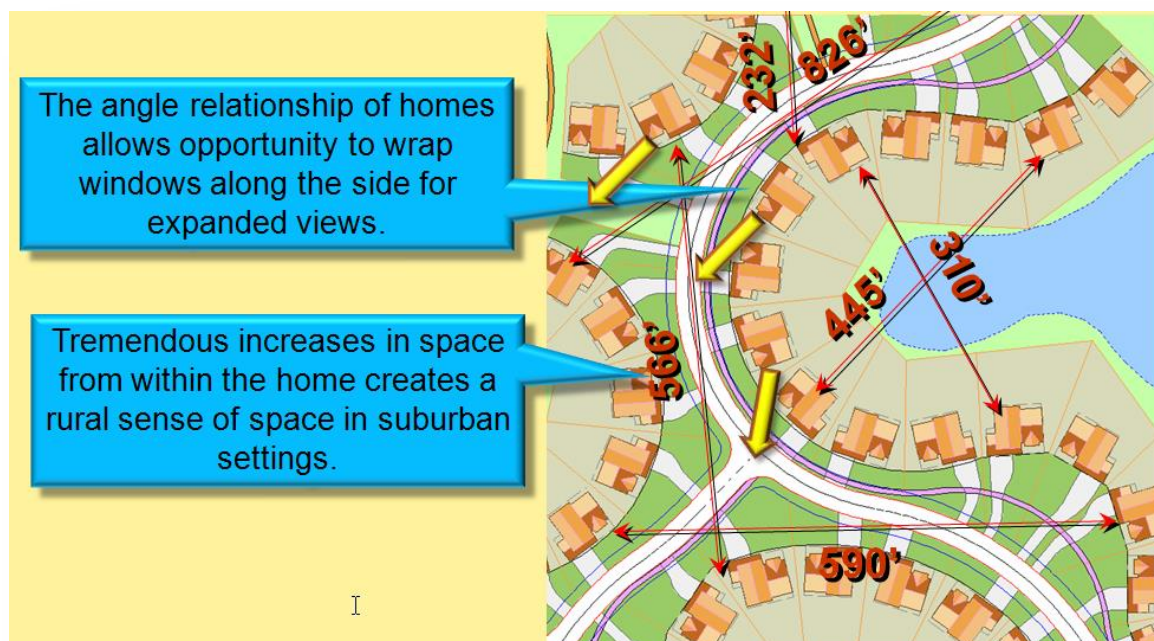 The angle relationship of homes
allows opportunity to wrap
windows along the side for
expanded views.
Tremendous increases in space
from within the home creates a
rural sense of space in suburban
settings.
232’
826’
310’
445’
566’
590’